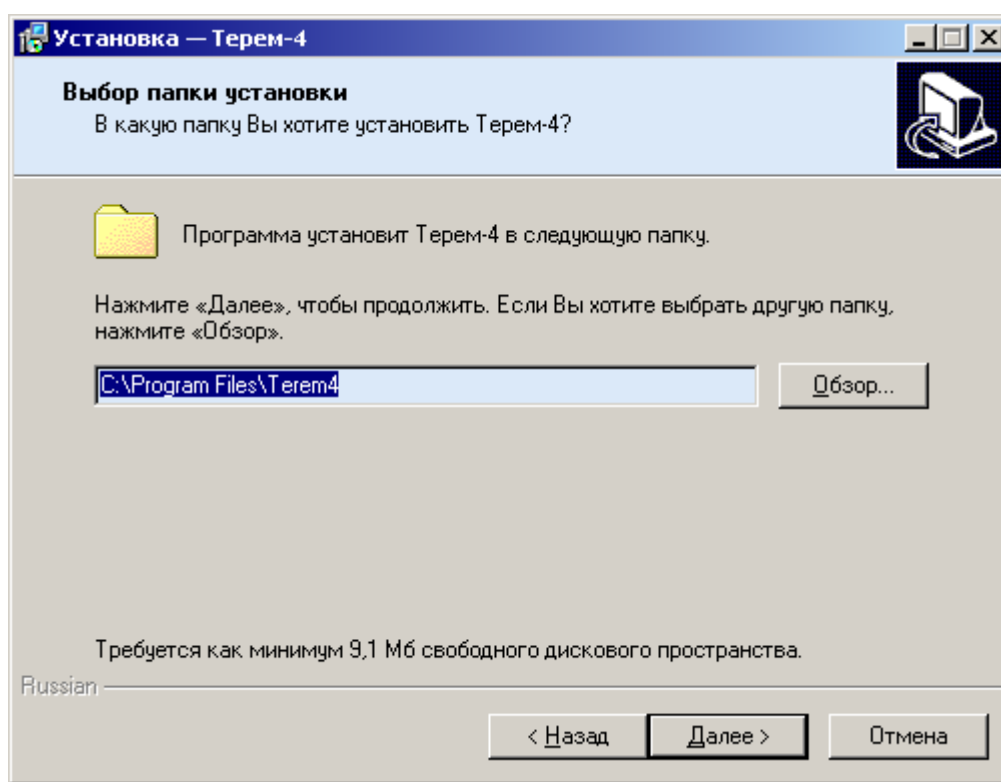 Установка — Терем-4
Выбор папки установки
В какую папку Вы хотите установить Терем-4?
Программа установит Терем-4 в следующую папку.
Нажмите «Далее», чтобы продолжить. Если Вы хотите выбрать другую папку,
нажмите «Обзор».
C:\Program Files\Terem4
Обзор...
Требуется как минимум 9,1 Мб свободного дискового пространства.
Russian
< Назад
Далее >
Отмена